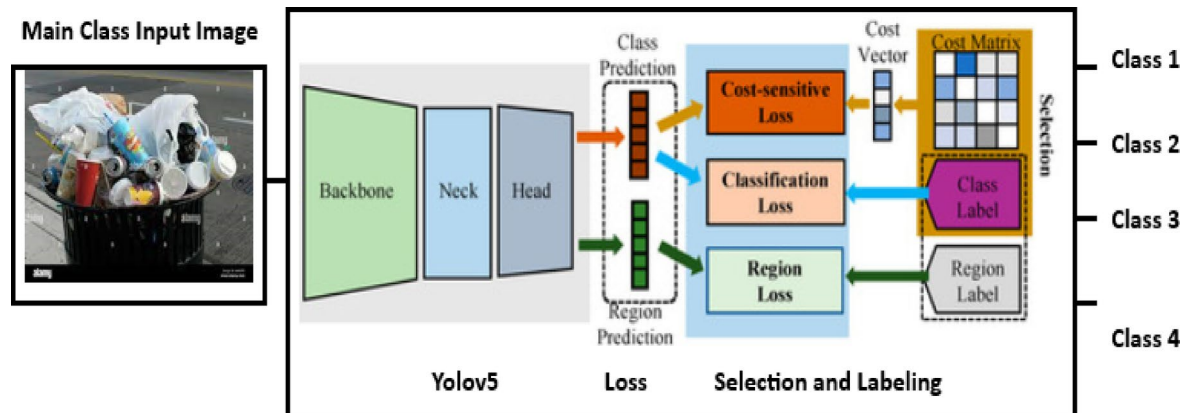 Main Class Input Image
alamy
alamy
Backbone
Neck
Head
Class
Prediction
Region
Prediction
Cost-sensitive
Loss
Classification
Loss
Region
Loss
Cost
Vector
Cost Matrix
Selection
Class
Label
Region
Label
Yolov5
Loss
Selection and Labeling
Class 1
Class 2
Class 3
Class 4